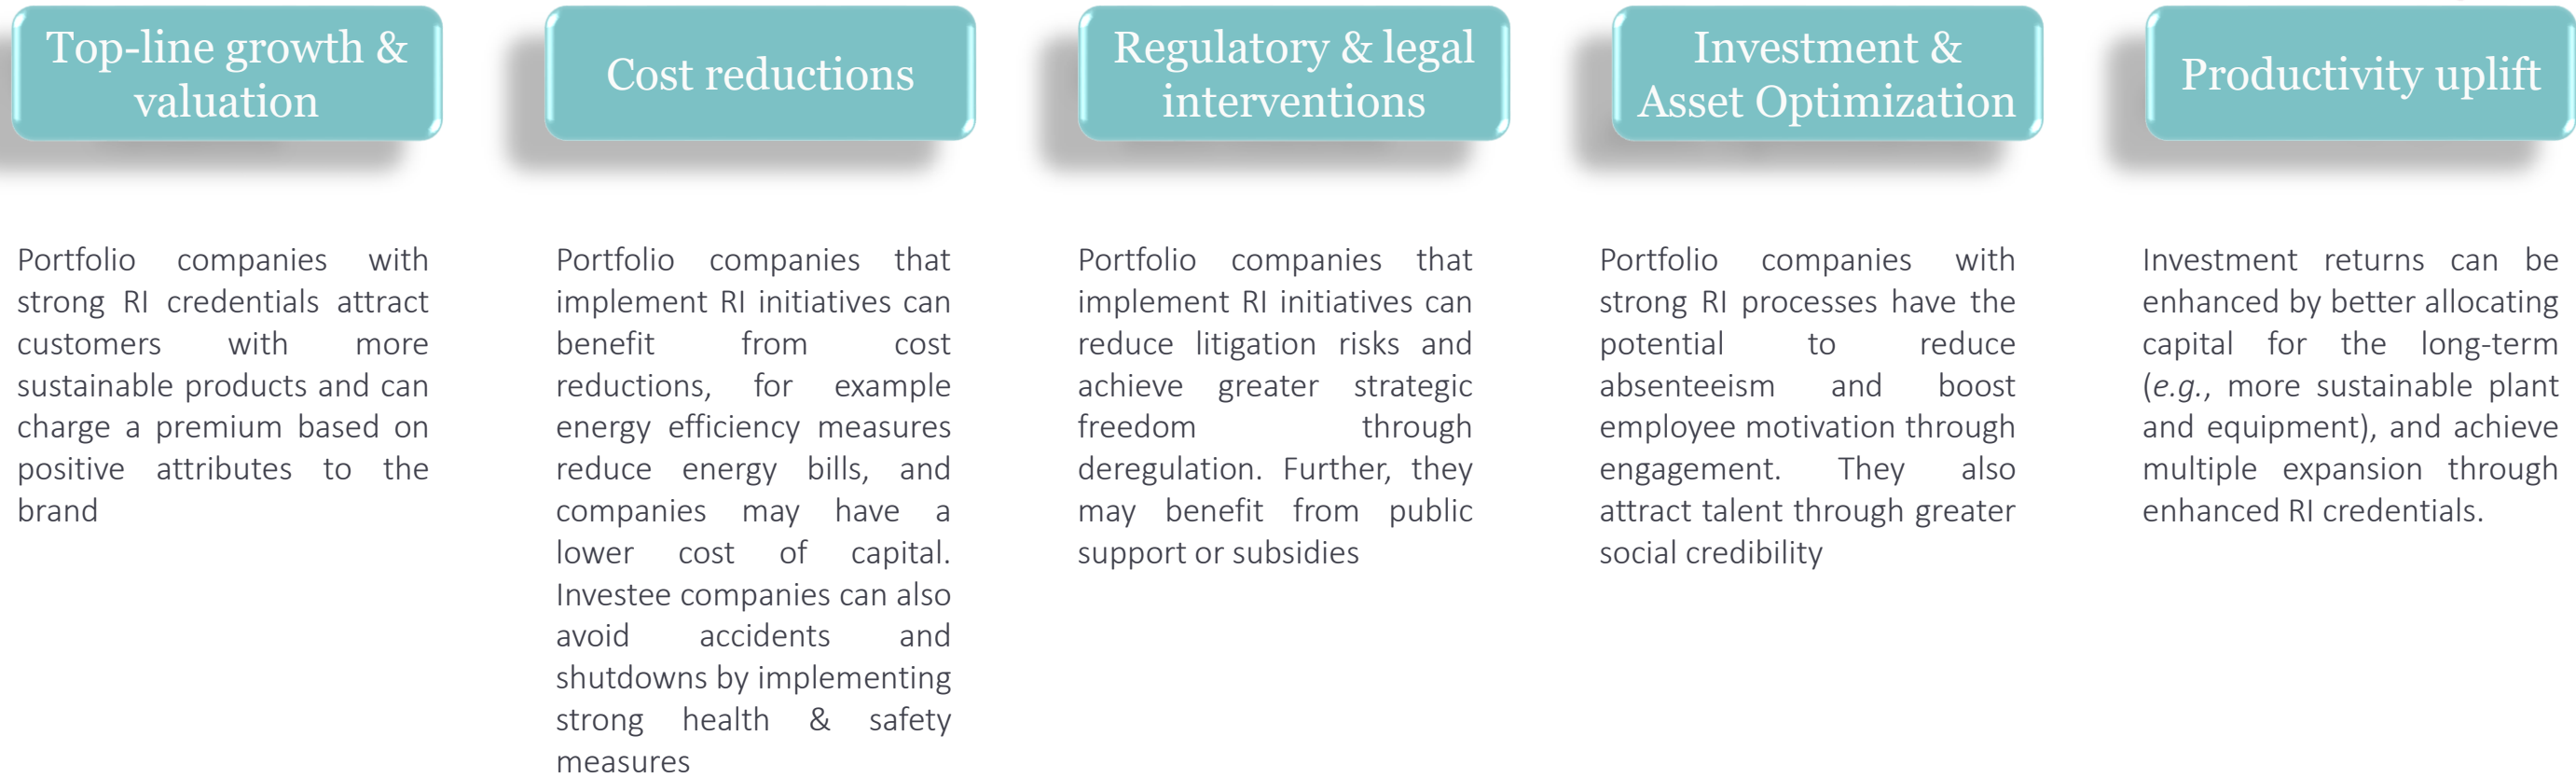 Top-line growth &
valuation
Portfolio companies with
strong RI credentials attract
customers with more
sustainable products and can
charge a premium based on
positive attributes to the
brand
Cost reductions
Portfolio companies that
implement RI initiatives can
benefit from cost
reductions, for example
energy efficiency measures
reduce energy bills, and
companies may have a
lower cost of capital.
Investee companies can also
avoid accidents and
shutdowns by implementing
strong health & safety
measures
Regulatory & legal
interventions
Portfolio companies that
implement RI initiatives can
reduce litigation risks and
achieve greater strategic
freedom through
deregulation. Further, they
may benefit from public
support or subsidies
Investment &
Asset Optimization
Portfolio companies with
strong RI processes have the
potential to reduce
absenteeism and boost
employee motivation through
engagement. They also
attract talent through greater
social credibility
Productivity uplift
Investment returns can be
enhanced by better allocating
capital for the long-term
(e.g., more sustainable plant
and equipment), and achieve
multiple expansion through
enhanced RI credentials.